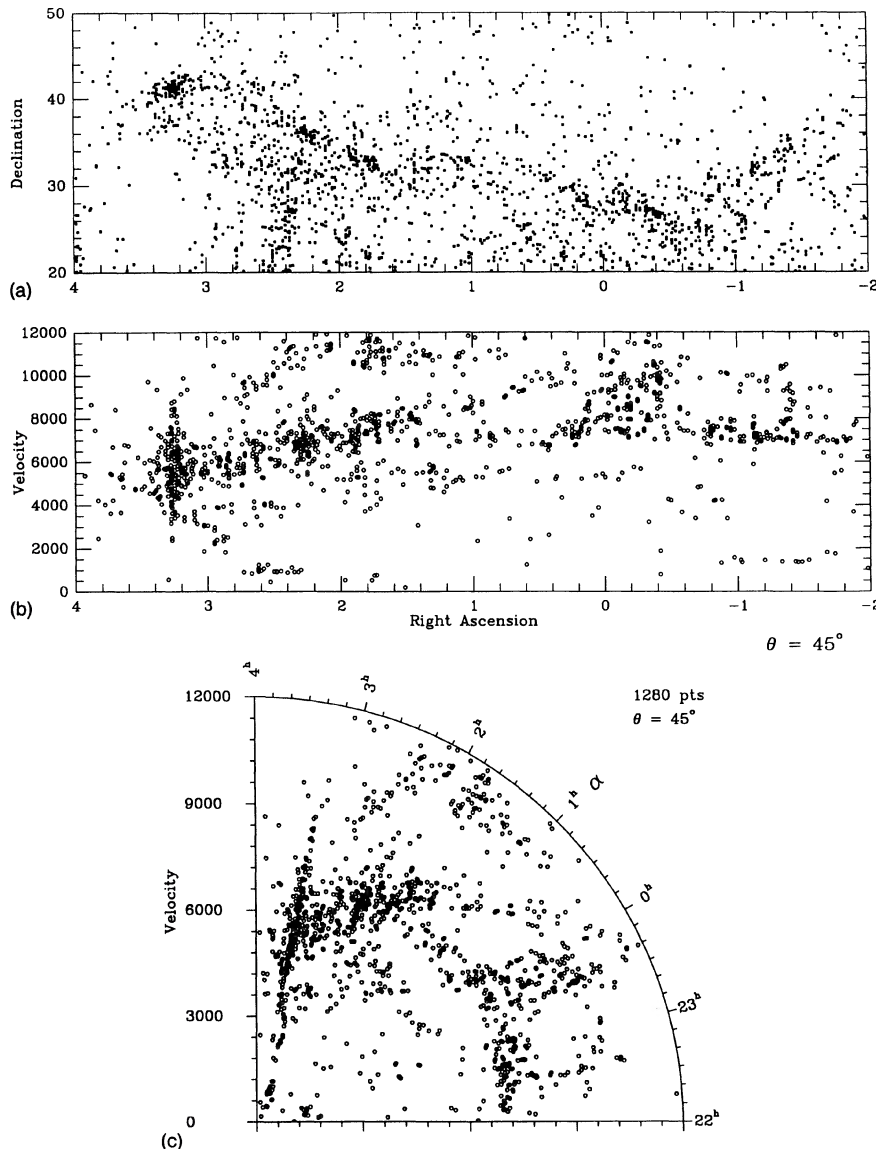 50
40
Declination
30
20
4 3 2 1 0 −1 −2
(a)
12000
10000
8000
Velocity
6000
4000
2000
0
4 3 2 1 0 −1 −2
(b)
Right Ascension
θ = 45°
1280 pts
θ = 45°
4h
3h
2h
1h
α
0h
23h
22h
12000
9000
Velocity
6000
3000
0
(c)